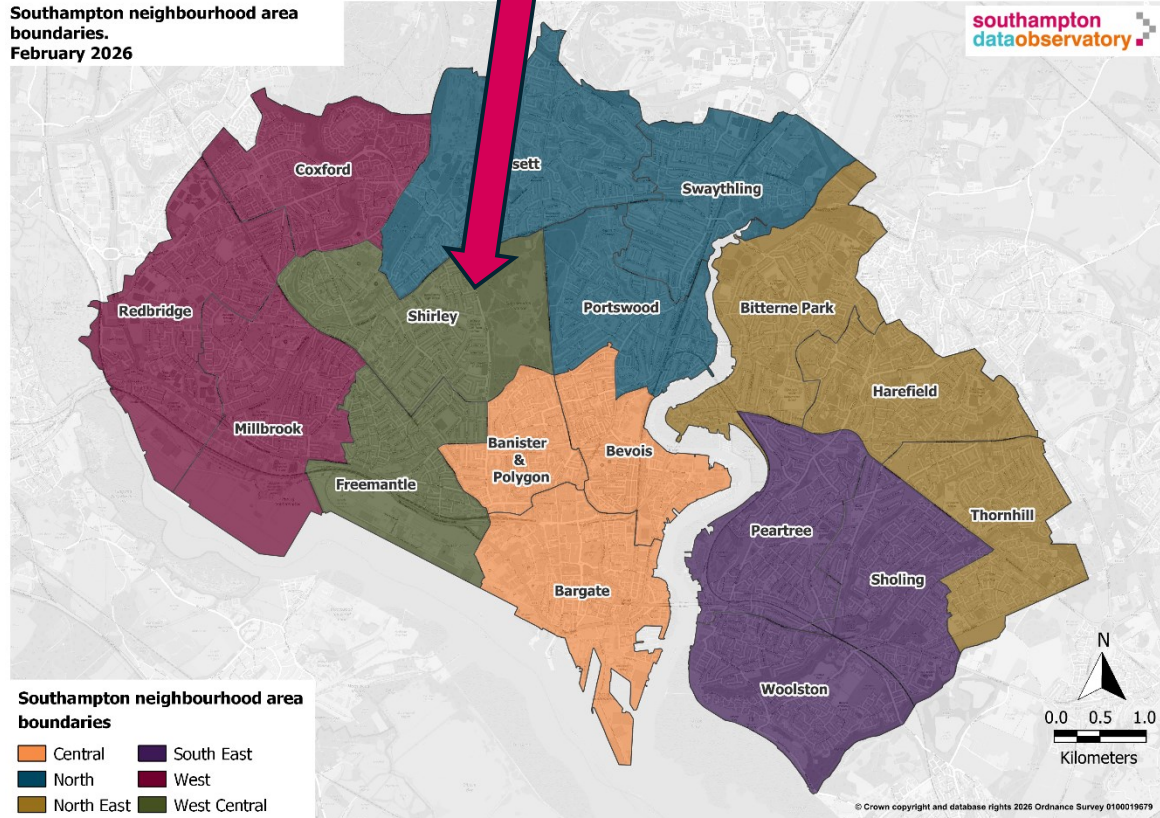 Southampton neighbourhood area
boundaries.
February 2026
southampton
dataobservatory
Coxford
sett
Swaythling
Redbridge
Shirley
Portswood
Bitterne Park
Harefield
Millbrook
Banister
&
Polygon
Bevois
Freemantle
Thornhill
Peartree
Sholing
Bargate
Woolston
N
0.0 0.5 1.0
Kilometers
Southampton neighbourhood area
boundaries
Central
South East
North
West
North East
West Central
© Crown copyright and database rights 2026 Ordnance Survey 0100019679